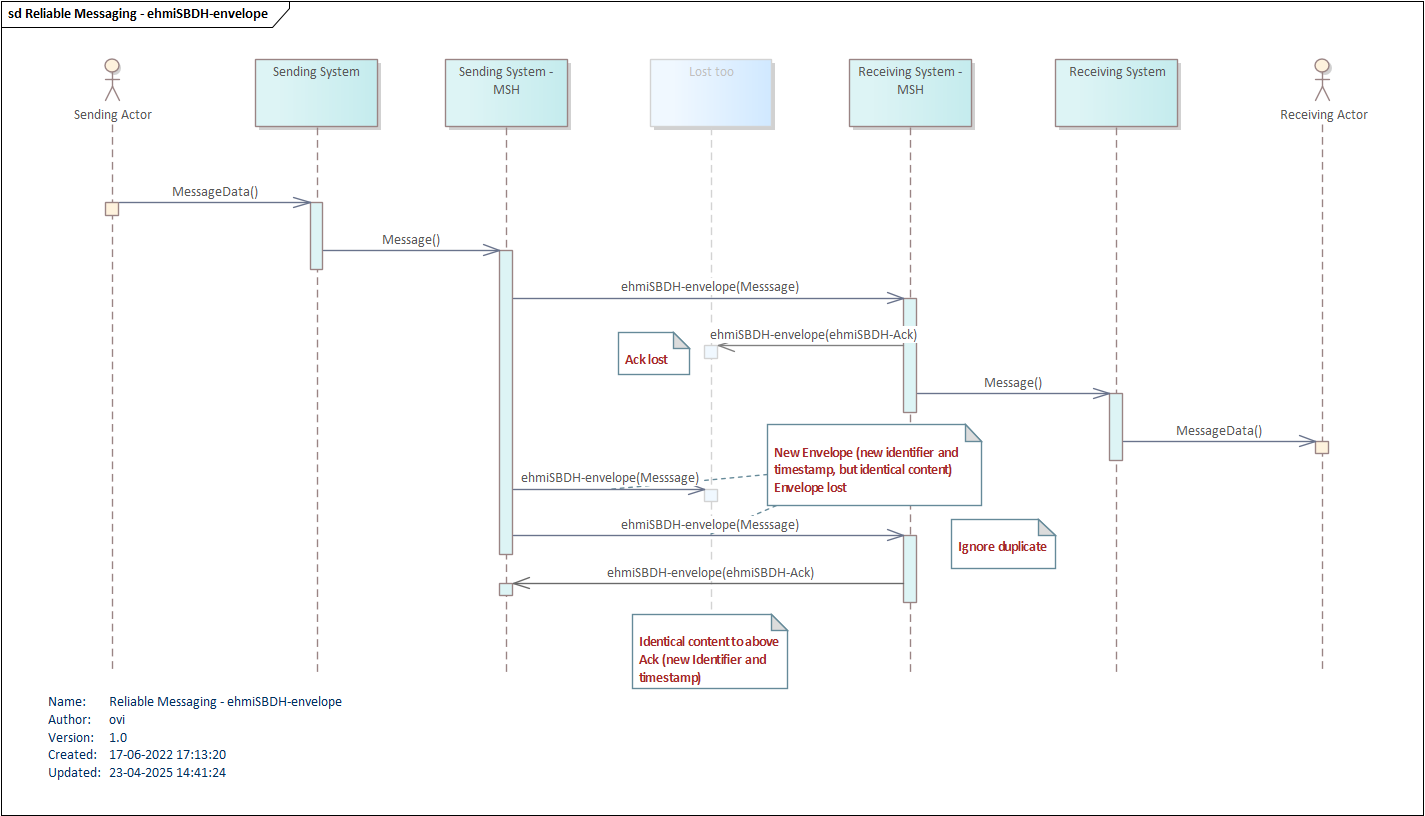 sd Reliable Messaging - ehmiSBDH-envelope
Sending Actor
Sending System
Sending System -
MSH
Lost too
Receiving System -
MSH
Receiving System
Receiving Actor
MessageData()
Message()
ehmiSBDH-envelope(Messsage)
ehmiSBDH-envelope(ehmiSBDH-Ack)
Ack lost
Message()
MessageData()
New Envelope (new identifier and
timestamp, but identical content)
Envelope lost
ehmiSBDH-envelope(Messsage)
ehmiSBDH-envelope(Messsage)
Ignore duplicate
ehmiSBDH-envelope(ehmiSBDH-Ack)
Identical content to above
Ack (new Identifier and
timestamp)
Name: Reliable Messaging - ehmiSBDH-envelope
Author: ovi
Version: 1.0
Created: 17-06-2022 17:13:20
Updated: 23-04-2025 14:41:24